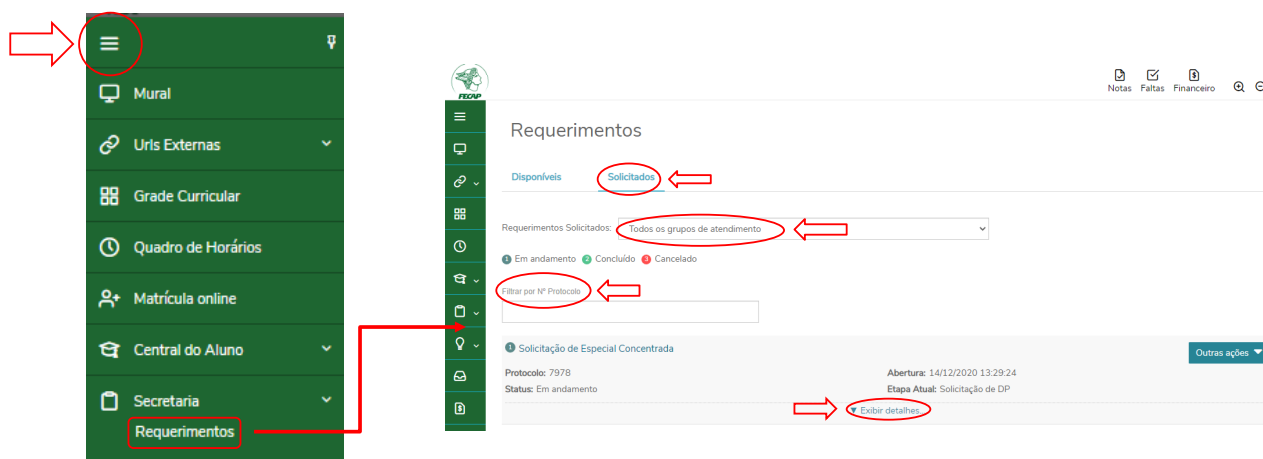 Mural
Urls Externas
Grade Curricular
Quadro de Horários
Matrícula online
Central do Aluno
Secretaria
Requerimentos
FECAP
Notas Faltas Financeiro
Requerimentos
Disponíveis Solicitados
Requerimentos Solicitados: Todos os grupos de atendimento
1 Em andamento 2 Concluído 3 Cancelado
Filtrar por Nº Protocolo
1 Solicitação de Especial Concentrada
Outras ações
Protocolo: 7978 Abertura: 14/12/2020 13:29:24
Status: Em andamento Etapa Atual: Solicitação de DP
Exibir detalhes